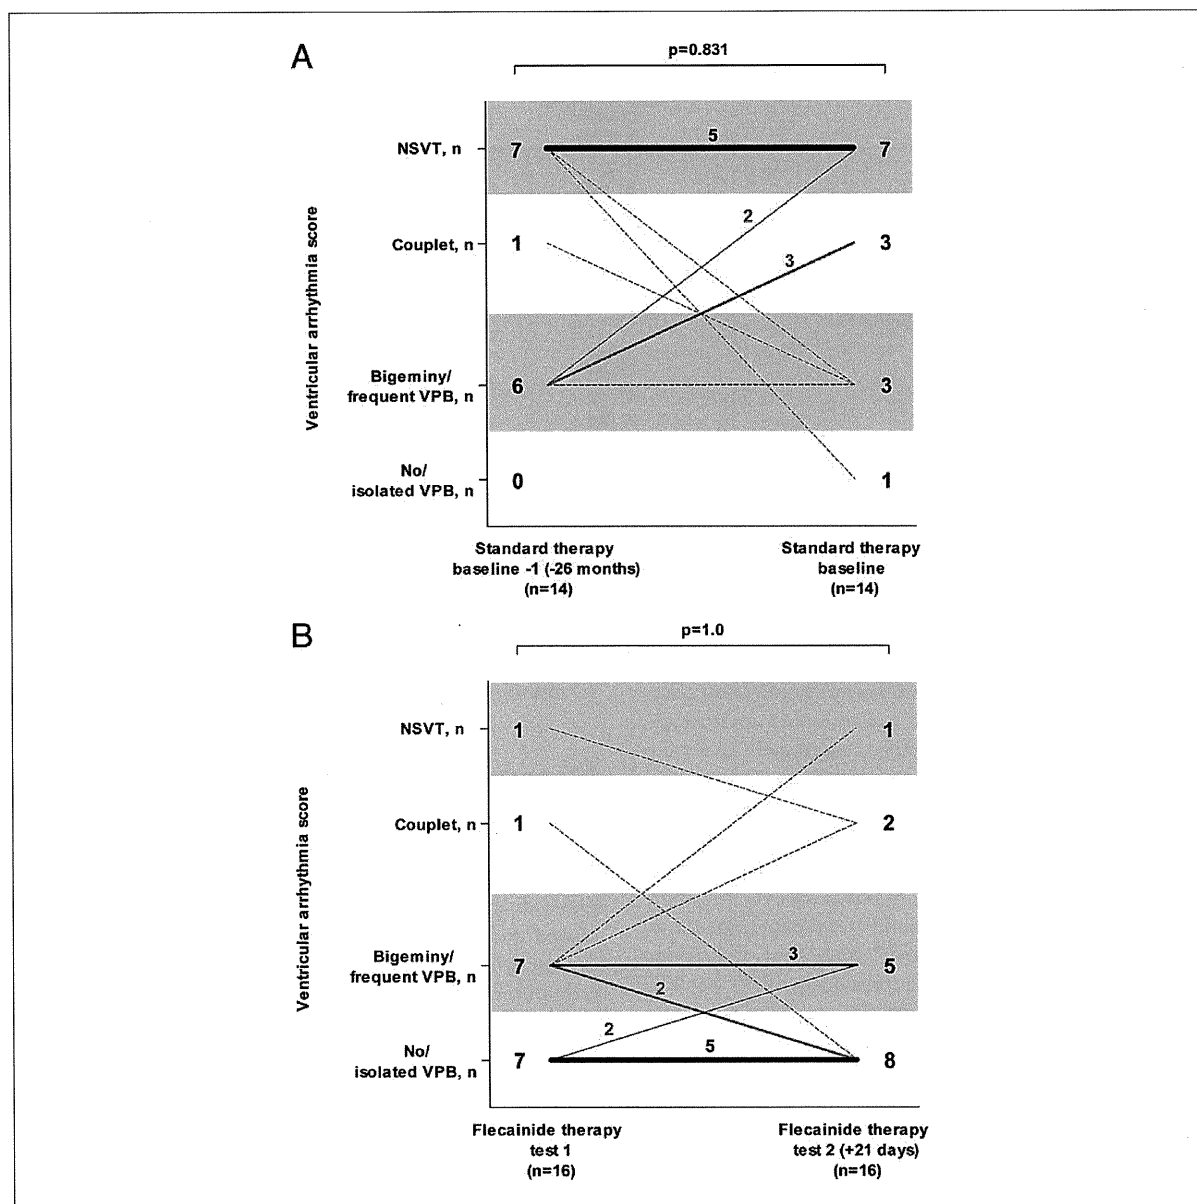 A
p=0.831
Ventricular arrhythmia score
NSVT, n
7
5
7
2
Couplet, n
1
3
3
Bigeminy/
frequent VPB, n
6
3
No/
isolated VPB, n
0
1
Standard therapy
baseline -1 (-26 months)
(n=14)
Standard therapy
baseline
(n=14)
B
p=1.0
Ventricular arrhythmia score
NSVT, n
1
1
Couplet, n
1
2
Bigeminy/
frequent VPB, n
7
3
5
2
2
No/
isolated VPB, n
7
5
8
Flecainide therapy
test 1
(n=16)
Flecainide therapy
test 2 (+21 days)
(n=16)